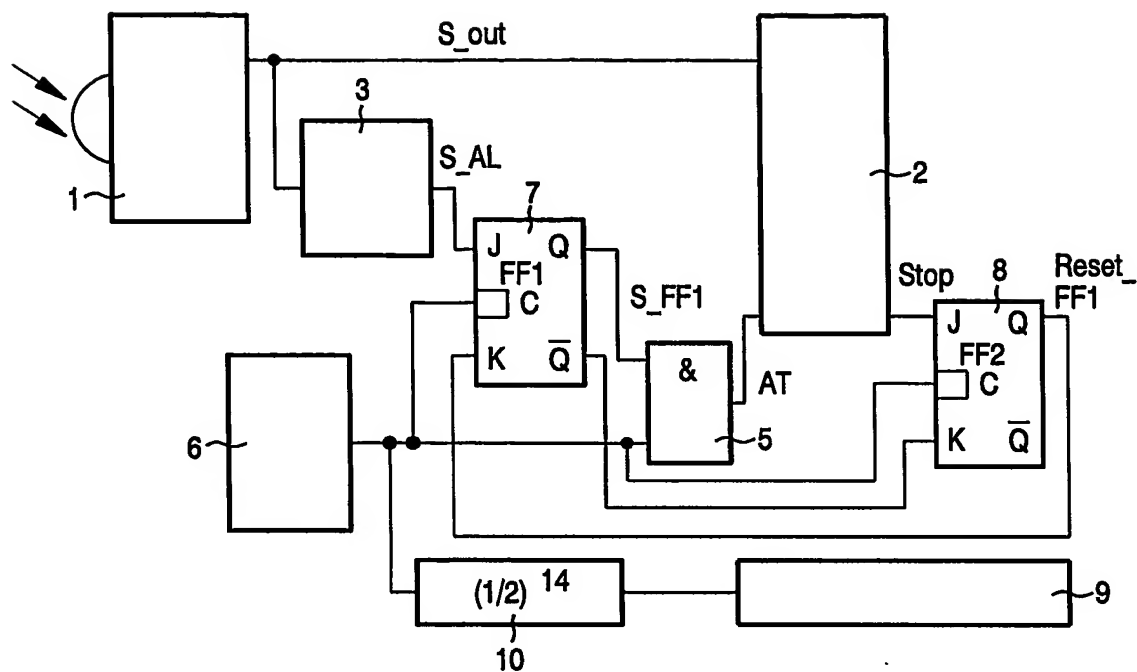 S_out
3
S_AL
1
2
7
J Q
FF1
C
K Q̅
S_FF1
Stop
8
Reset_
FF1
J Q
FF2
C
K Q̅
&
AT
5
6
(1/2) 14
10
9